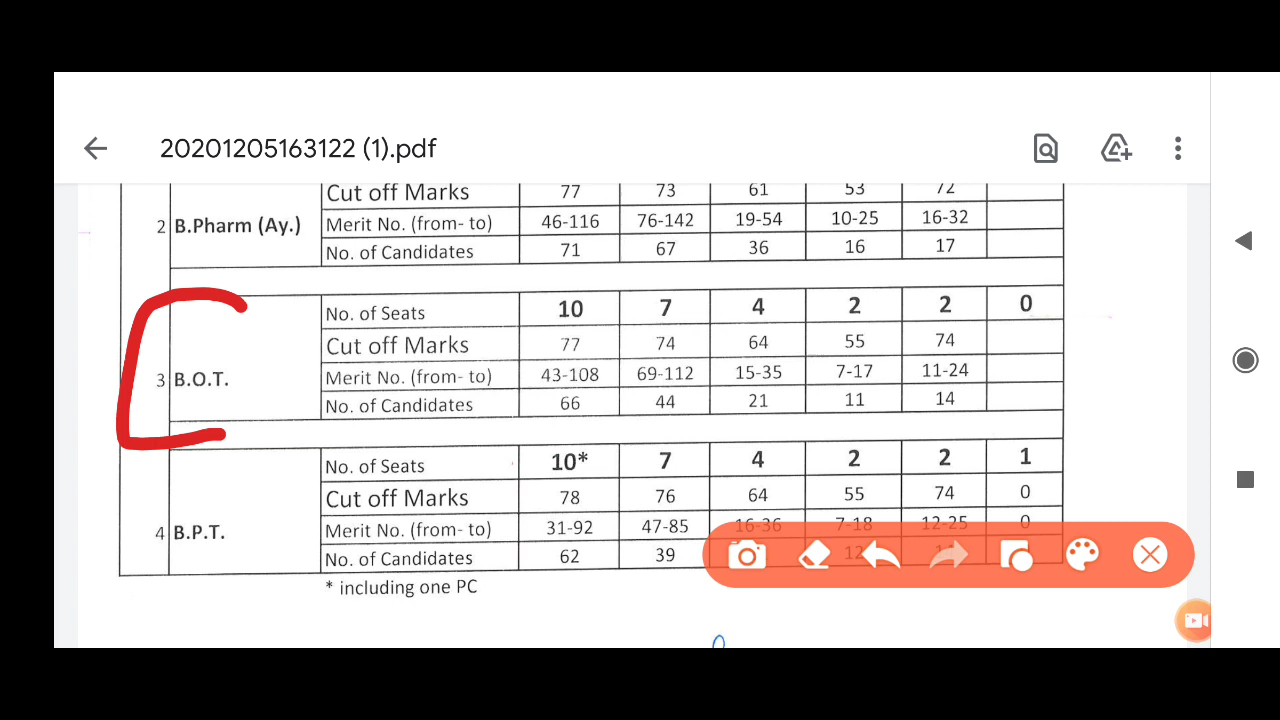 20201205163122 (1).pdf
Cut off Marks 77 73 61 53 72
2 B.Pharm (Ay.) Merit No. (from- to) 46-116 76-142 19-54 10-25 16-32
No. of Candidates 71 67 36 16 17
No. of Seats 10 7 4 2 2 0
Cut off Marks 77 74 64 55 74
3 B.O.T. Merit No. (from- to) 43-108 69-112 15-35 7-17 11-24
No. of Candidates 66 44 21 11 14
No. of Seats 10* 7 4 2 2 1
Cut off Marks 78 76 64 55 74 0
4 B.P.T. Merit No. (from- to) 31-92 47-85 16-36 7-18 12-25 0
No. of Candidates 62 39 12
* including one PC